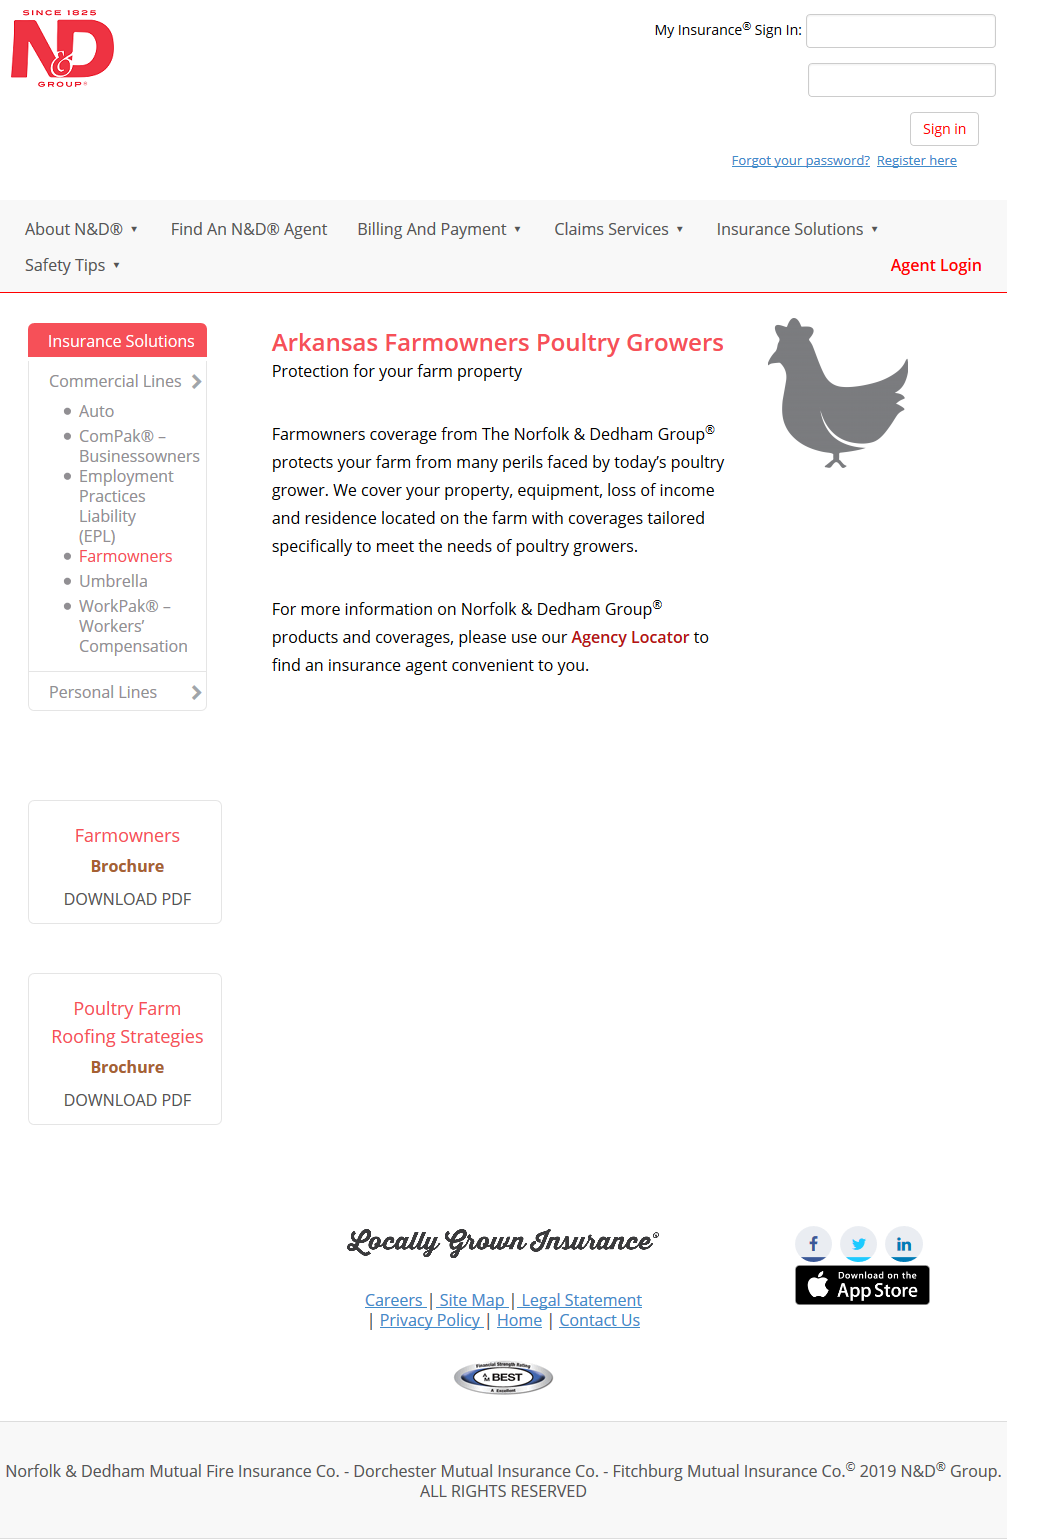 SINCE 1825
N&D
GROUP®
My Insurance® Sign In:
Sign in
Forgot your password? Register here
About N&D® ▼ Find An N&D® Agent Billing And Payment ▼ Claims Services ▼ Insurance Solutions ▼
Safety Tips ▼ Agent Login
Insurance Solutions
Commercial Lines
Auto
ComPak® –
Businessowners
Employment
Practices
Liability
(EPL)
Farmowners
Umbrella
WorkPak® –
Workers’
Compensation
Personal Lines
Arkansas Farmowners Poultry Growers
Protection for your farm property
Farmowners coverage from The Norfolk & Dedham Group®
protects your farm from many perils faced by today’s poultry
grower. We cover your property, equipment, loss of income
and residence located on the farm with coverages tailored
specifically to meet the needs of poultry growers.
For more information on Norfolk & Dedham Group®
products and coverages, please use our Agency Locator to
find an insurance agent convenient to you.
Farmowners
Brochure
DOWNLOAD PDF
Poultry Farm
Roofing Strategies
Brochure
DOWNLOAD PDF
Locally Grown Insurance®
Careers | Site Map | Legal Statement
| Privacy Policy | Home | Contact Us
Financial Strength Rating
AM BEST
A Excellent
f in
Download on the
App Store
Norfolk & Dedham Mutual Fire Insurance Co. - Dorchester Mutual Insurance Co. - Fitchburg Mutual Insurance Co.© 2019 N&D® Group.
ALL RIGHTS RESERVED